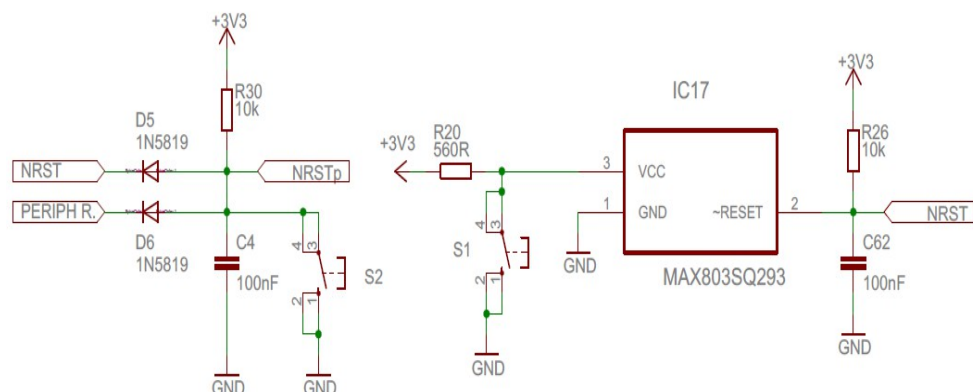 +3V3
R30
10k
D5
1N5819
NRST
NRSTp
PERIPH R.
D6
1N5819
C4
100nF
4
3
2
1
S2
GND
GND
+3V3
R20
560R
4
3
S1
2
1
GND
IC17
3
VCC
1
GND
~RESET
2
GND
MAX803SQ293
+3V3
R26
10k
NRST
C62
100nF
GND